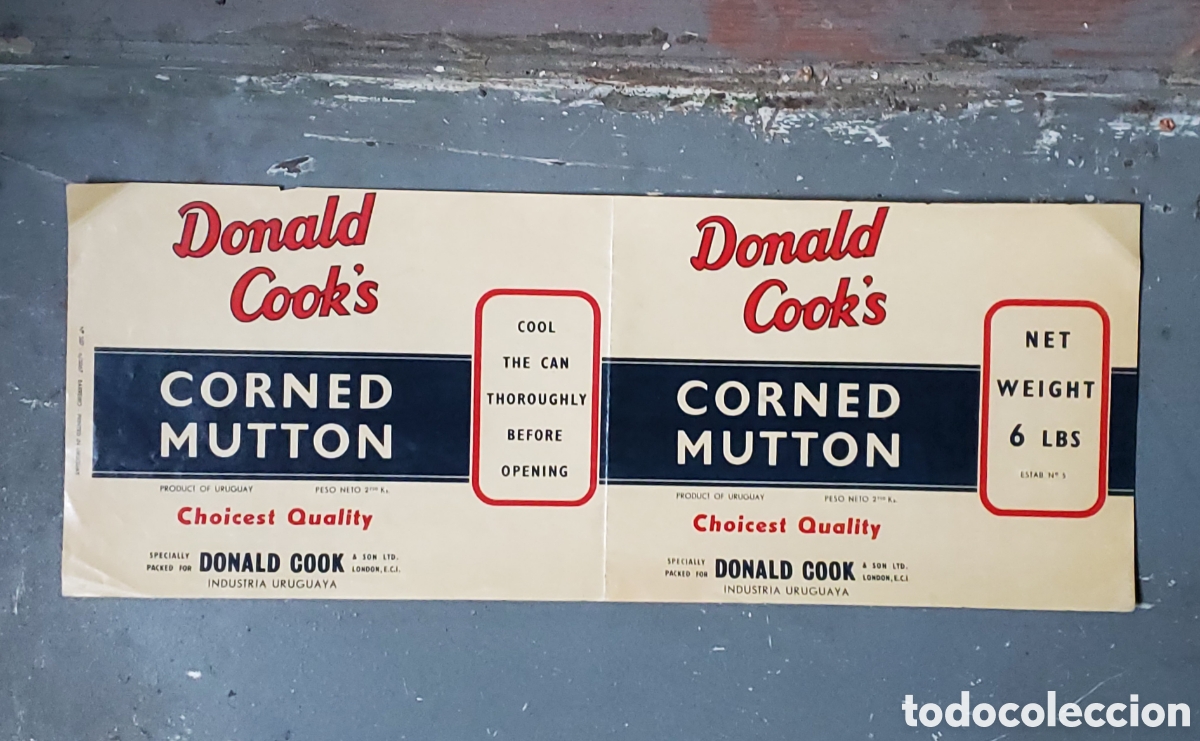 Donald
Cook's
CORNED
MUTTON
PRODUCT OF URUGUAY PESO NETO 2⁷⁰⁰ K.
Choicest Quality
SPECIALLY PACKED FOR DONALD COOK & SON LTD. LONDON, E.C.I.
INDUSTRIA URUGUAYA
COOL
THE CAN
THOROUGHLY
BEFORE
OPENING
Donald
Cook's
CORNED
MUTTON
PRODUCT OF URUGUAY PESO NETO 2⁷⁰⁰ K.
Choicest Quality
SPECIALLY PACKED FOR DONALD COOK & SON LTD. LONDON, E.C.I
INDUSTRIA URUGUAYA
NET
WEIGHT
6 LBS
ESTAB. Nº 5
todocoleccion